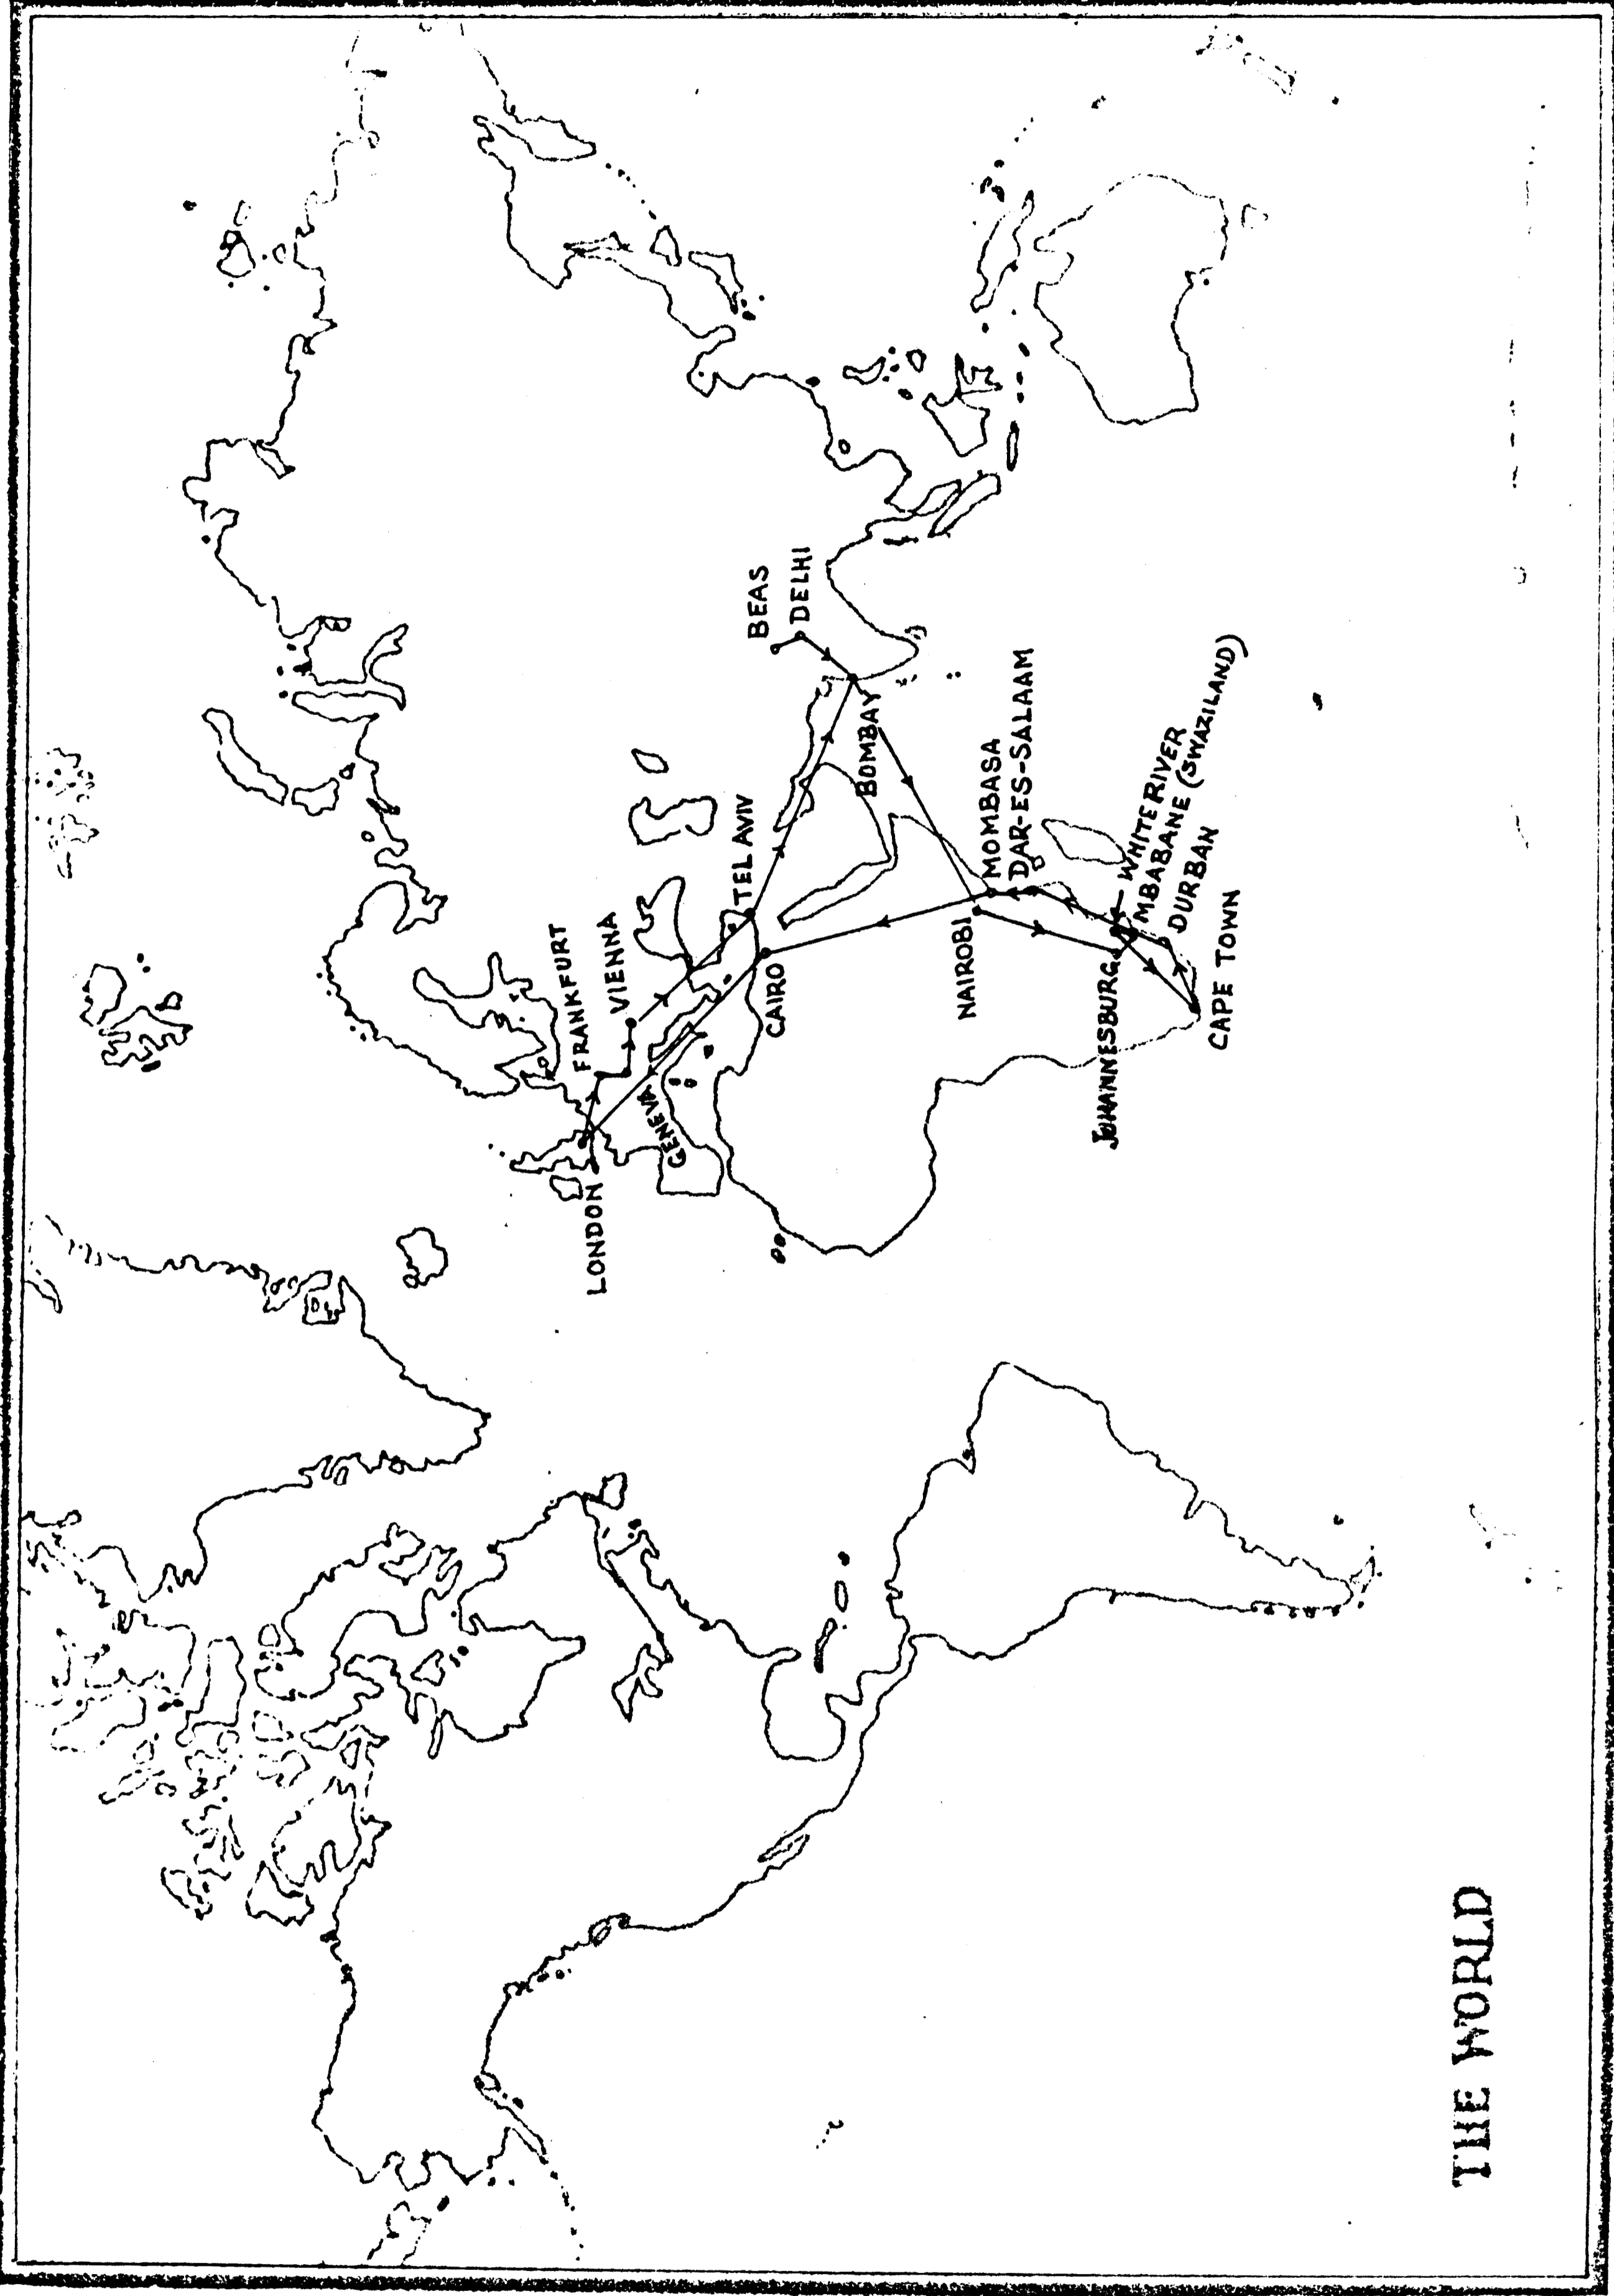 BEAS
DELHI
BOMBAY
TEL AVIV
FRANKFURT
VIENNA
GENEVA
LONDON
CAIRO
NAIROBI
MOMBASA
DAR-ES-SALAAM
WHITE RIVER
MBABANE (SWAZILAND)
DURBAN
JOHANNESBURG
CAPE TOWN
THE WORLD